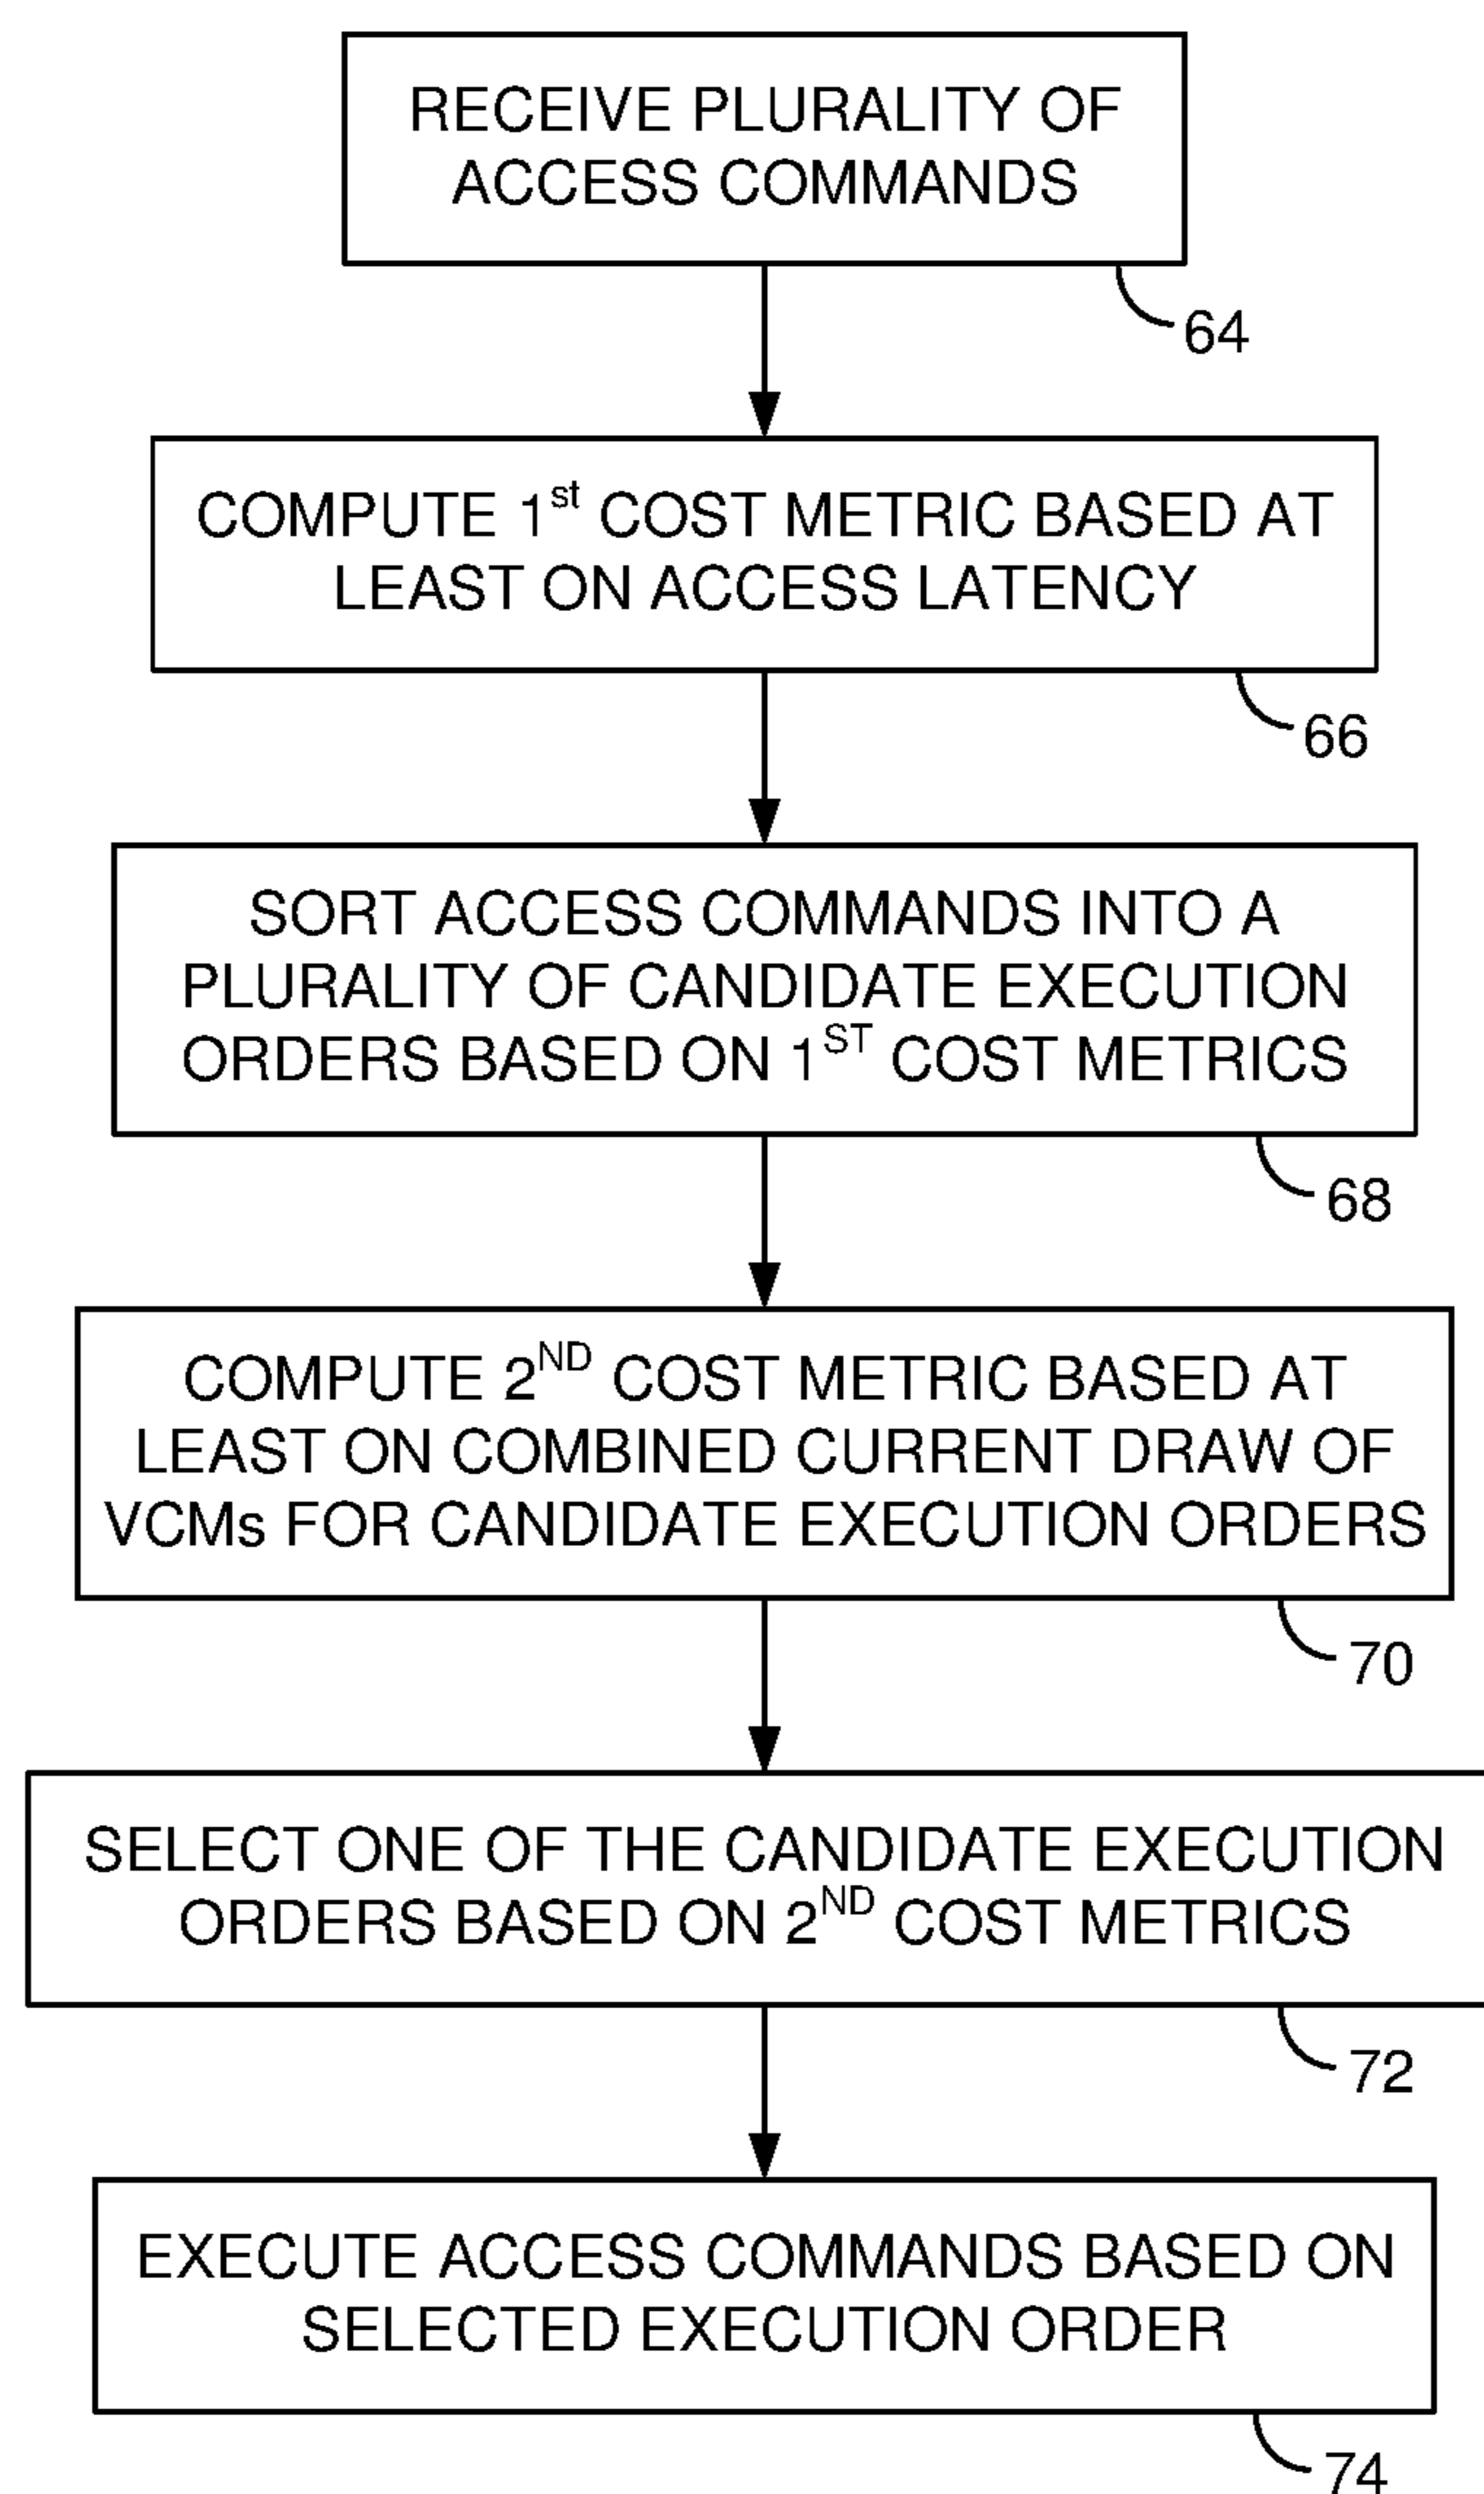 RECEIVE PLURALITY OF
ACCESS COMMANDS
64
COMPUTE 1st COST METRIC BASED AT
LEAST ON ACCESS LATENCY
66
SORT ACCESS COMMANDS INTO A
PLURALITY OF CANDIDATE EXECUTION
ORDERS BASED ON 1ST COST METRICS
68
COMPUTE 2ND COST METRIC BASED AT
LEAST ON COMBINED CURRENT DRAW OF
VCMs FOR CANDIDATE EXECUTION ORDERS
70
SELECT ONE OF THE CANDIDATE EXECUTION
ORDERS BASED ON 2ND COST METRICS
72
EXECUTE ACCESS COMMANDS BASED ON
SELECTED EXECUTION ORDER
74